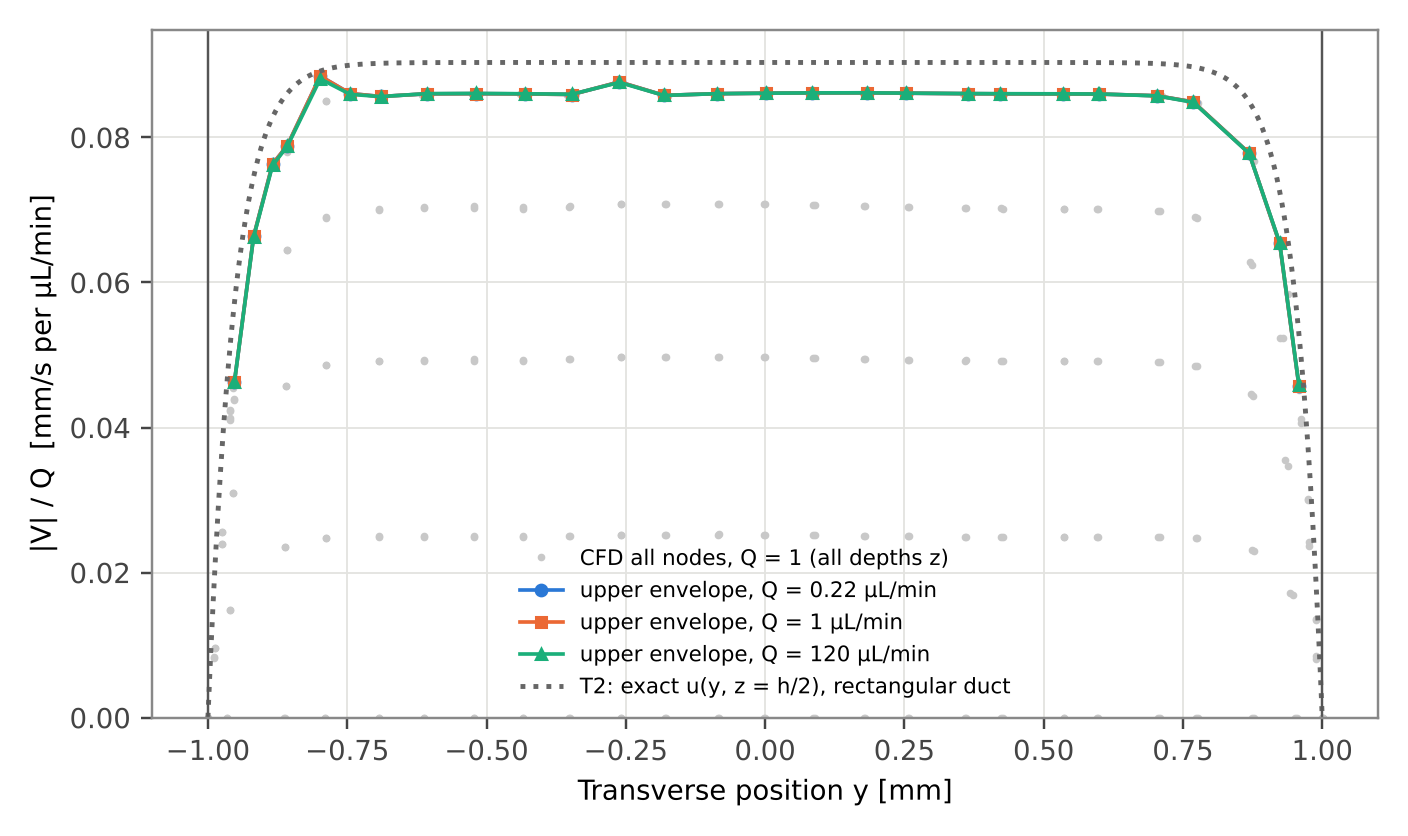 |V| / Q [mm/s per µL/min]
0.08
0.06
0.04
0.02
0.00
CFD all nodes, Q = 1 (all depths z)
upper envelope, Q = 0.22 µL/min
upper envelope, Q = 1 µL/min
upper envelope, Q = 120 µL/min
T2: exact u(y, z = h/2), rectangular duct
−1.00 −0.75 −0.50 −0.25 0.00 0.25 0.50 0.75 1.00
Transverse position y [mm]